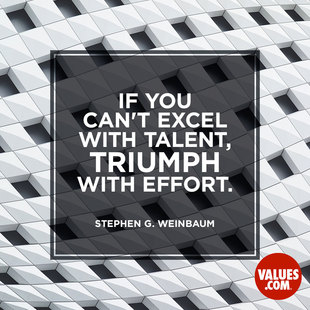 IF YOU
CAN'T EXCEL
WITH TALENT,
TRIUMPH
WITH EFFORT.
STEPHEN G. WEINBAUM
VALUES
.COM